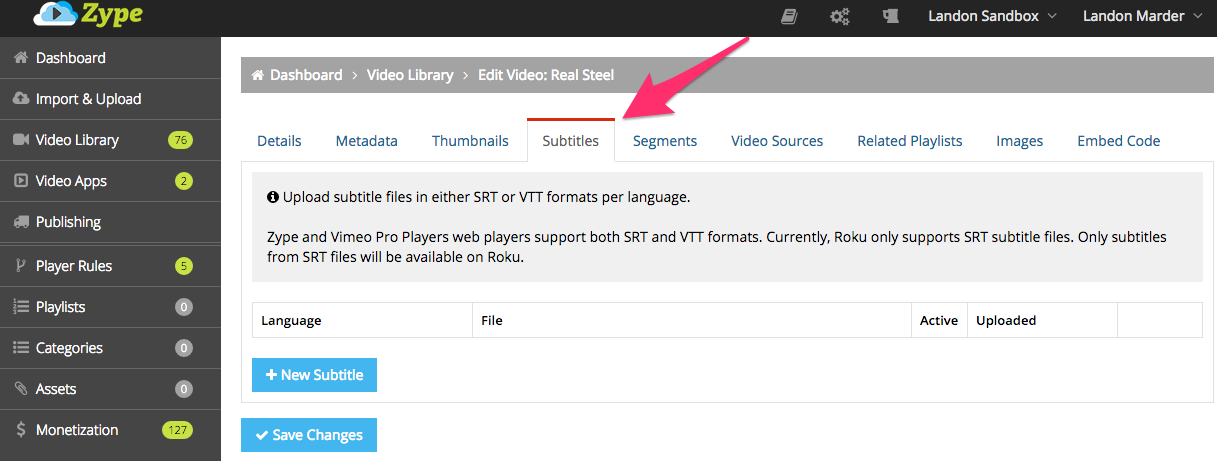 Zype
Landon Sandbox
Landon Marder
Dashboard
Import & Upload
Video Library 76
Video Apps 2
Publishing
Player Rules 5
Playlists 0
Categories 0
Assets 0
$ Monetization 127
Dashboard > Video Library > Edit Video: Real Steel
Details Metadata Thumbnails Subtitles Segments Video Sources Related Playlists Images Embed Code
Upload subtitle files in either SRT or VTT formats per language.
Zype and Vimeo Pro Players web players support both SRT and VTT formats. Currently, Roku only supports SRT subtitle files. Only subtitles
from SRT files will be available on Roku.
Language File Active Uploaded
+ New Subtitle
Save Changes